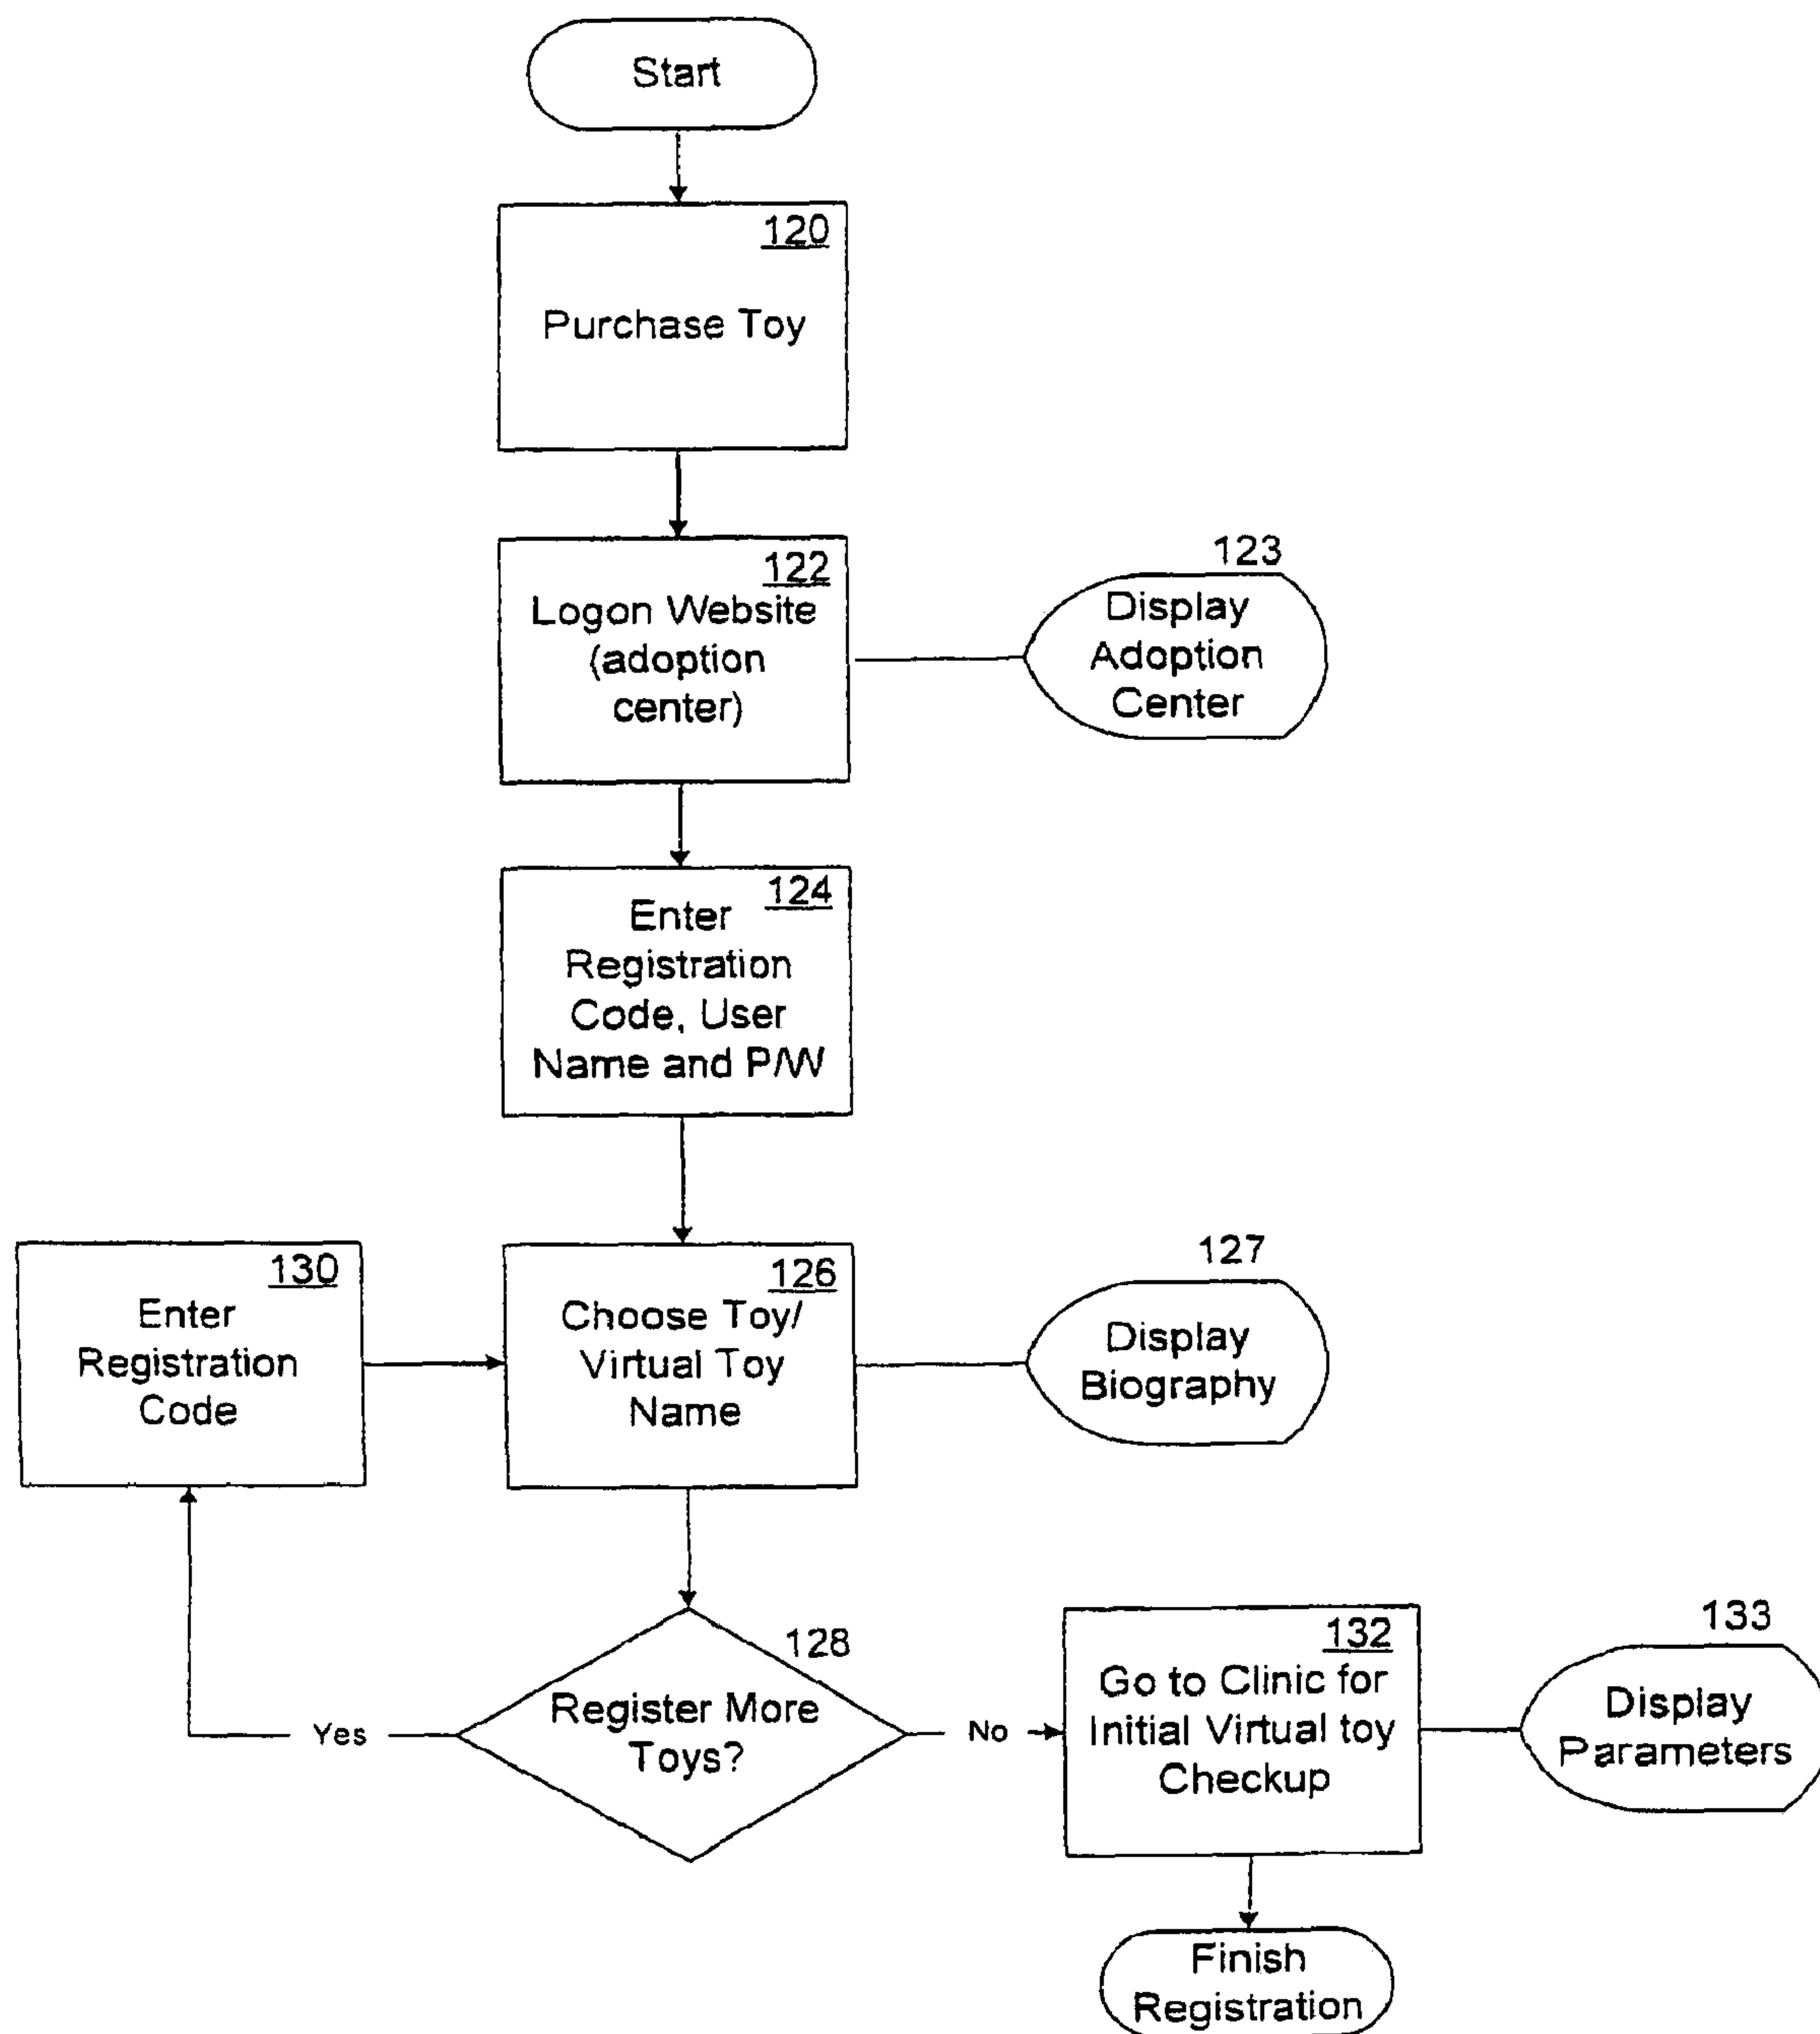 Start
120
Purchase Toy
122
Logon Website
(adoption
center)
123
Display
Adoption
Center
124
Enter
Registration
Code, User
Name and P/W
130
Enter
Registration
Code
126
Choose Toy/
Virtual Toy
Name
127
Display
Biography
128
Register More
Toys?
Yes
No
132
Go to Clinic for
Initial Virtual toy
Checkup
133
Display
Parameters
Finish
Registration